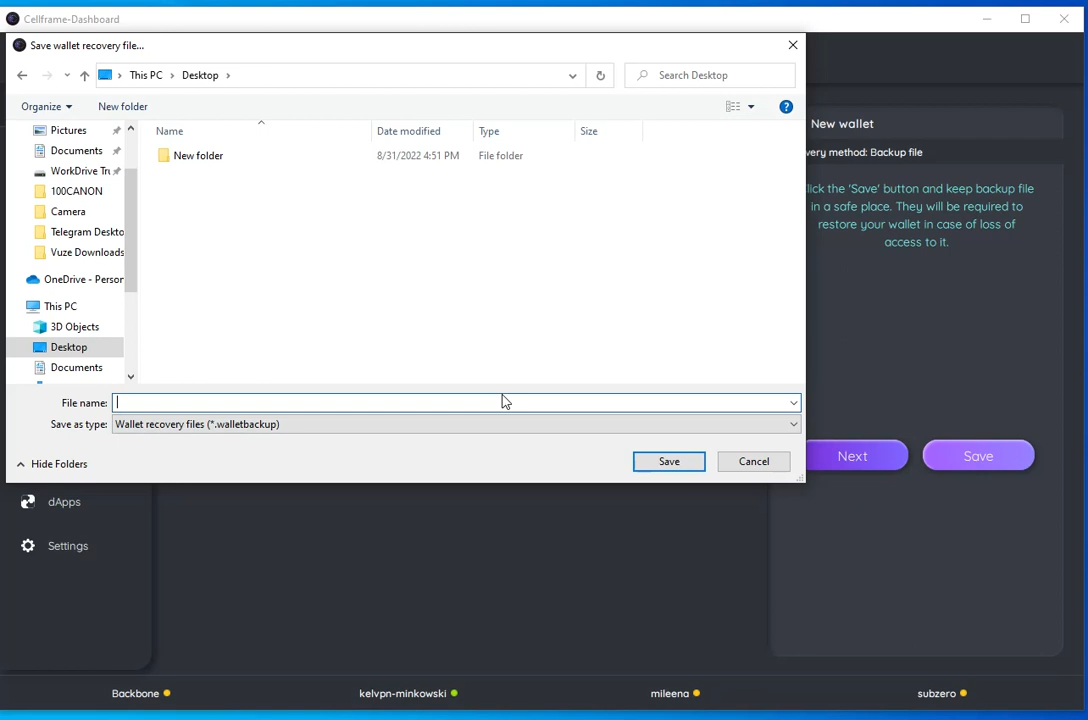 Cellframe-Dashboard
Save wallet recovery file...
This PC
Desktop
Search Desktop
Organize
New folder
Pictures
Documents
WorkDrive Tru
100CANON
Camera
Telegram Deskto
Vuze Downloads
OneDrive - Person
This PC
3D Objects
Desktop
Documents
Name
Date modified
Type
Size
New folder
8/31/2022 4:51 PM
File folder
File name:
Save as type:
Wallet recovery files (*.walletbackup)
Hide Folders
Save
Cancel
New wallet
very method: Backup file
lick the 'Save' button and keep backup file
in a safe place. They will be required to
restore your wallet in case of loss of
access to it.
Next
Save
dApps
Settings
Backbone
kelvpn-minkowski
mileena
subzero